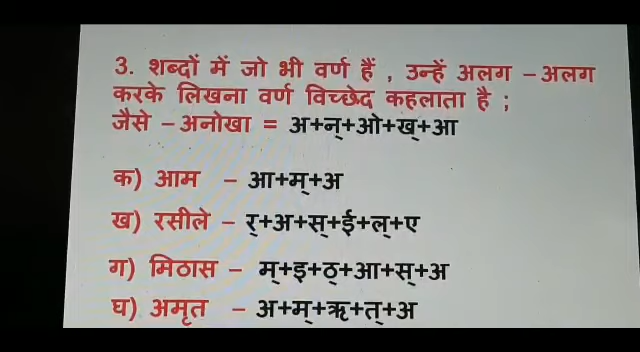 3. शब्दों में जो भी वर्ण हैं , उन्हें अलग – अलग
करके लिखना वर्ण विच्छेद कहलाता है ;
जैसे – अनोखा = अ+न्+ओ+ख्+आ
क) आम – आ+म्+अ
ख) रसीले – र्+अ+स्+ई+ल्+ए
ग) मिठास – म्+इ+ठ्+आ+स्+अ
घ) अमृत – अ+म्+ऋ+त्+अ